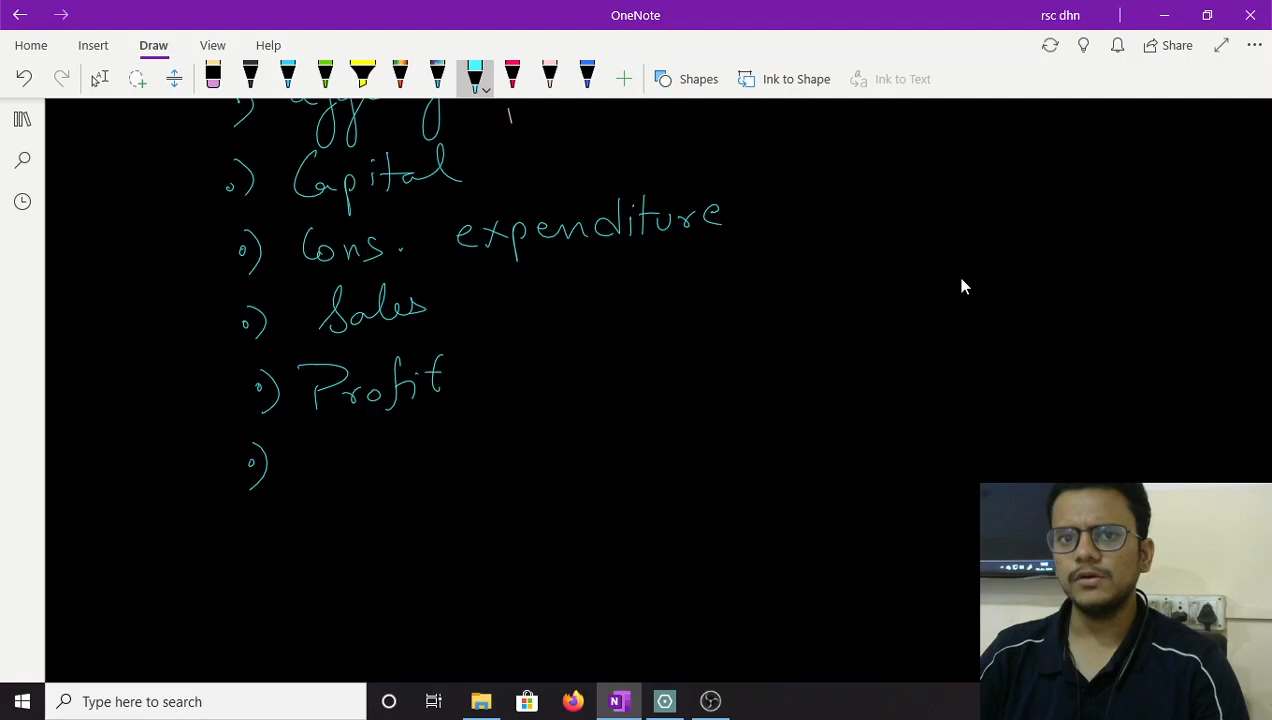 OneNote
rsc dhn
Home Insert Draw View Help
Share
Shapes Ink to Shape Ink to Text
o) Capital
o) Cons. expenditure
o) Sales
o) Profit
o)
Type here to search